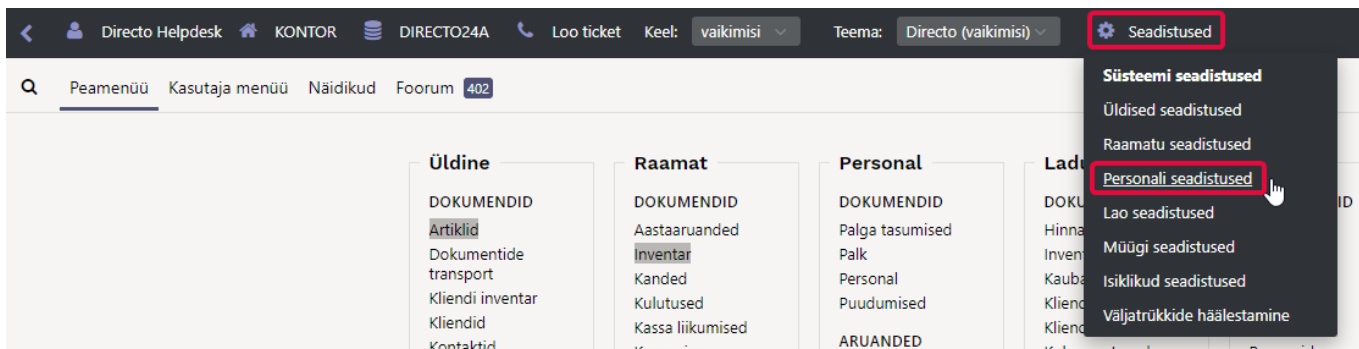 Directo Helpdesk KONTOR DIRECTO24A Loo ticket Keel: vaikimisi Teema: Directo (vaikimisi) Seadistused
Peamenüü Kasutaja menüü Näidikud Foorum 402
Süsteemi seadistused
Üldised seadistused
Raamatu seadistused
Personali seadistused
Lao seadistused
Müügi seadistused
Isiklikud seadistused
Väljatrükkide häälestamine
Üldine
DOKUMENDID
Artiklid
Dokumentide
transport
Kliendi inventar
Kliendid
Kontaktid
Raamat
DOKUMENDID
Aastaaruanded
Inventar
Kanded
Kulutused
Kassa liikumised
Personal
DOKUMENDID
Palga tasumised
Palk
Personal
Puudumised
ARUANDED